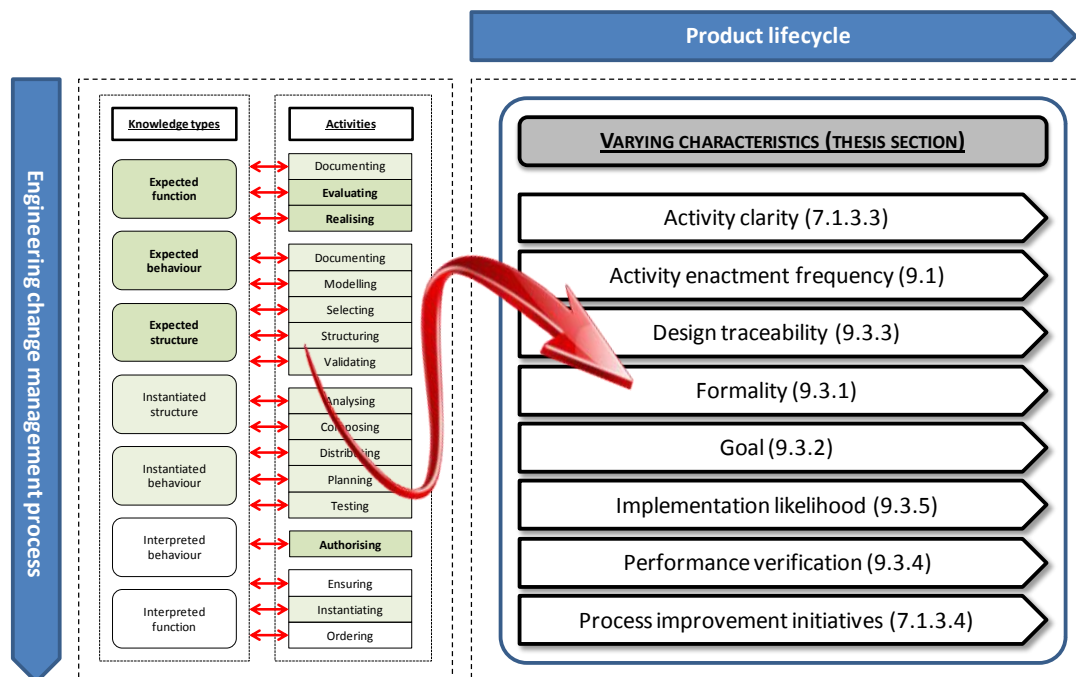 Product lifecycle
Engineering change management process
Knowledge types
Expected
function
Expected
behaviour
Expected
structure
Instantiated
structure
Instantiated
behaviour
Interpreted
behaviour
Interpreted
function
Activities
Documenting
Evaluating
Realising
Documenting
Modelling
Selecting
Structuring
Validating
Analysing
Composing
Distributing
Planning
Testing
Authorising
Ensuring
Instantiating
Ordering
VARYING CHARACTERISTICS (THESIS SECTION)
Activity clarity (7.1.3.3)
Activity enactment frequency (9.1)
Design traceability (9.3.3)
Formality (9.3.1)
Goal (9.3.2)
Implementation likelihood (9.3.5)
Performance verification (9.3.4)
Process improvement initiatives (7.1.3.4)